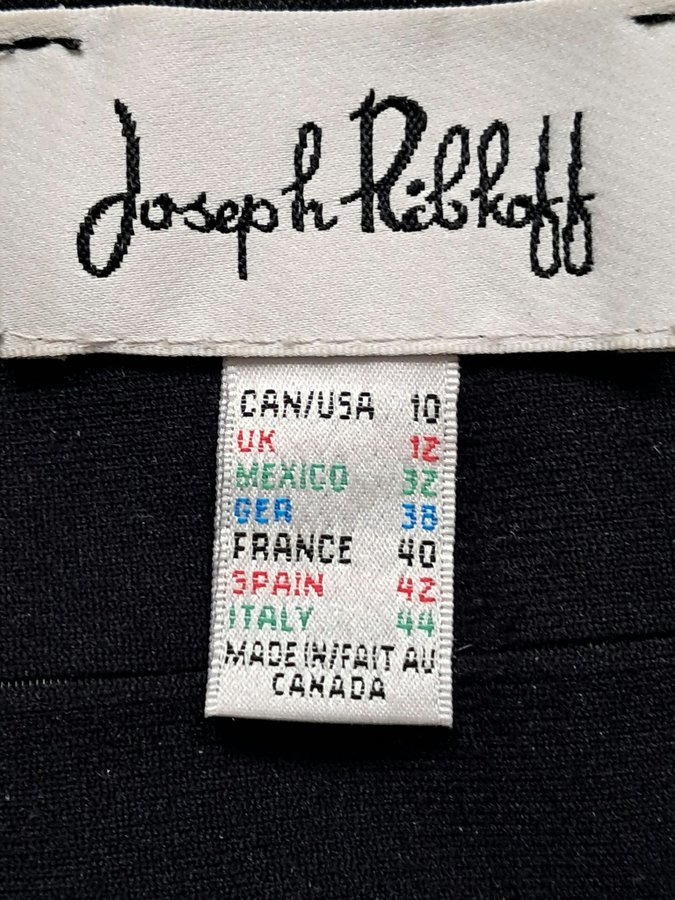 Joseph Ribkoff
CAN/USA 10
UK 12
MEXICO 32
GER 38
FRANCE 40
SPAIN 42
ITALY 44
MADE IN/FAIT AU
CANADA